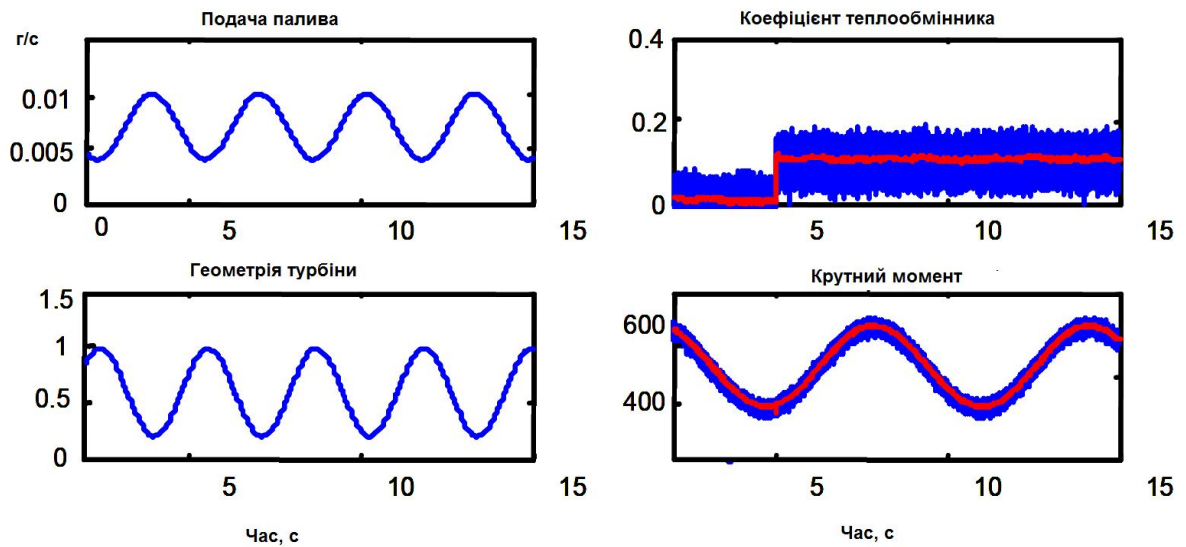 Подача палива
г/с
0.01
0.005
0
0 5 10 15
Коефіцієнт теплообмінника
0.4
0.2
0
5 10 15
Геометрія турбіни
1.5
1
0.5
0
5 10 15
Час, с
Крутний момент
600
400
5 10 15
Час, с